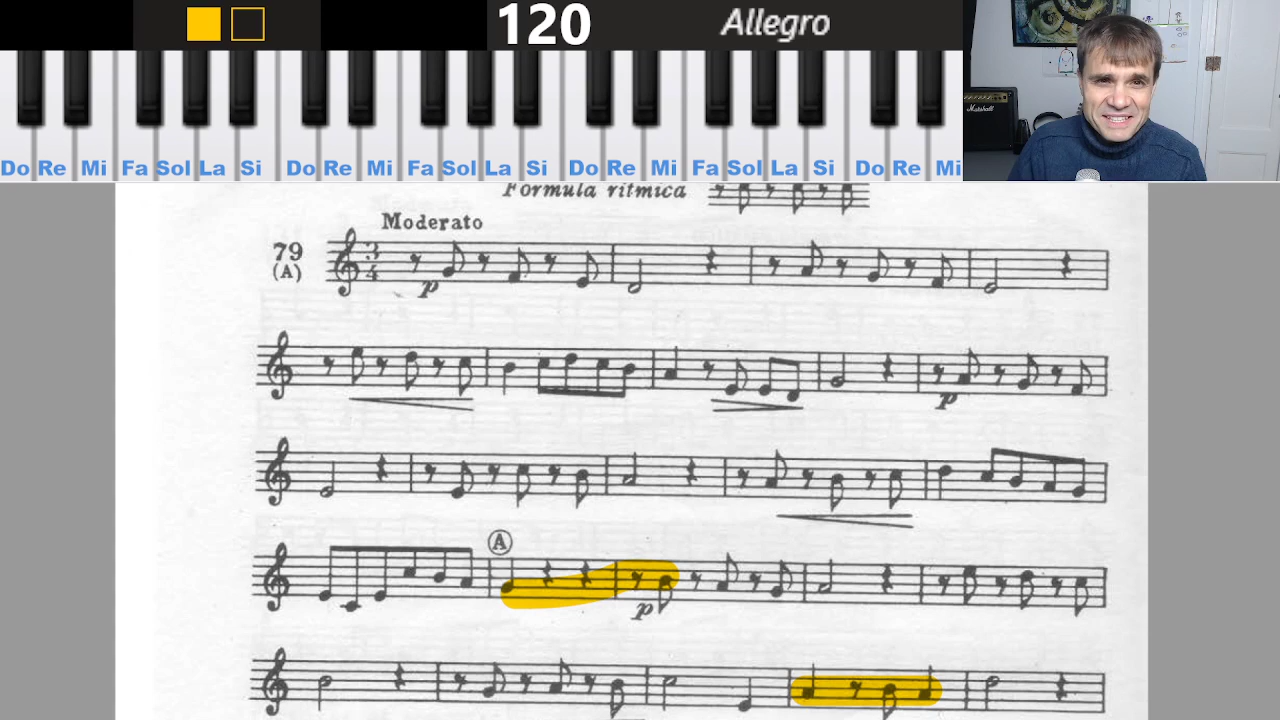 120 Allegro
Marshall
Do Re Mi Fa Sol La Si Do Re Mi Fa Sol La Si Do Re Mi Fa Sol La Si Do Re Mi
Formula ritmica
Moderato
79
(A)
3
4
p
p
A
p